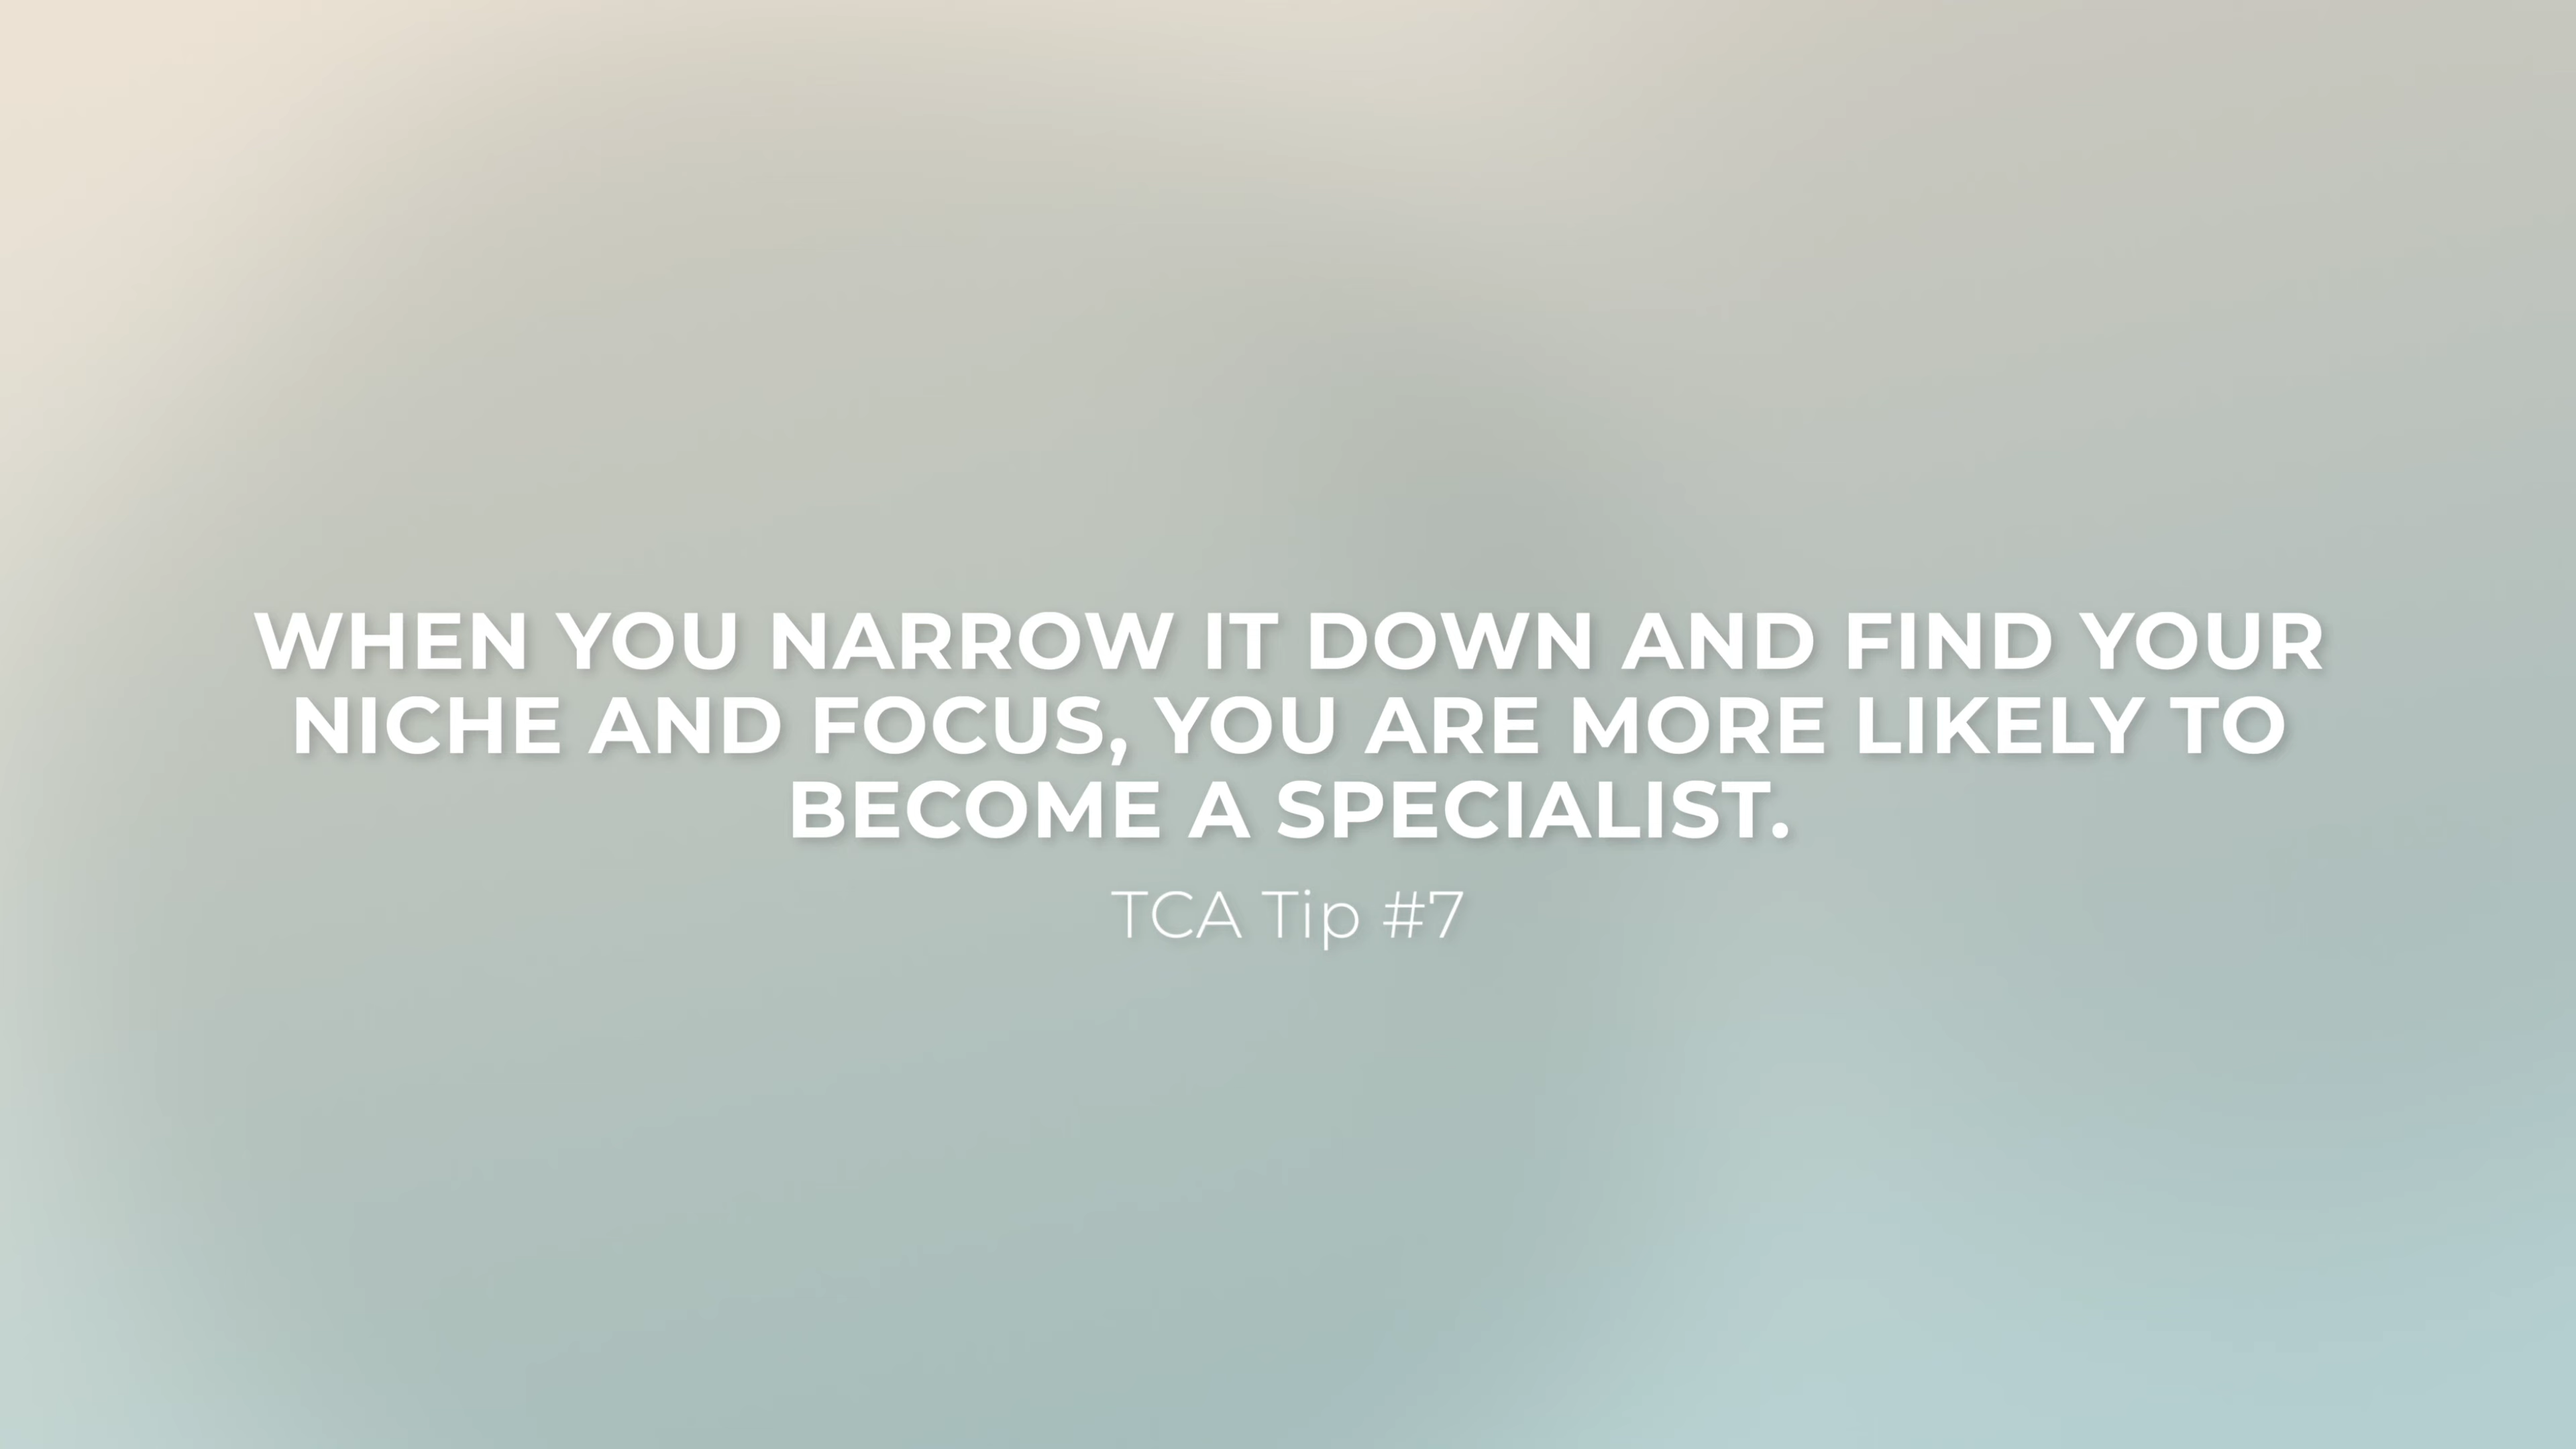 WHEN YOU NARROW IT DOWN AND FIND YOUR
NICHE AND FOCUS, YOU ARE MORE LIKELY TO
BECOME A SPECIALIST.
TCA Tip #7